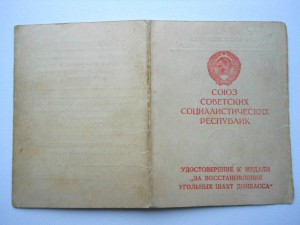 СОЮЗ
СОВЕТСКИХ
СОЦИАЛИСТИЧЕСКИХ
РЕСПУБЛИК
УДОСТОВЕРЕНИЕ К МЕДАЛИ
„ЗА ВОССТАНОВЛЕНИЕ
УГОЛЬНЫХ ШАХТ ДОНБАССА“